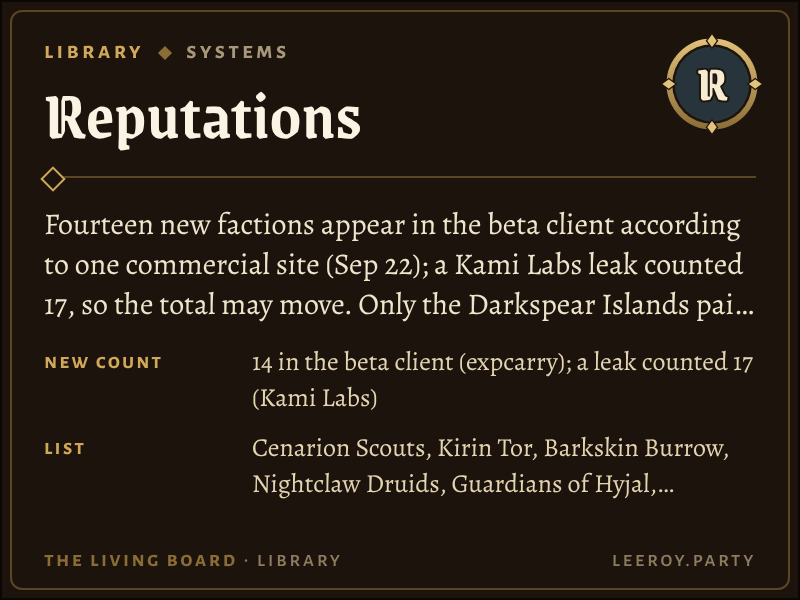 LIBRARY ◆ SYSTEMS
R
Reputations
Fourteen new factions appear in the beta client according
to one commercial site (Sep 22); a Kami Labs leak counted
17, so the total may move. Only the Darkspear Islands pai...
NEW COUNT 14 in the beta client (expcarry); a leak counted 17
(Kami Labs)
LIST Cenarion Scouts, Kirin Tor, Barkskin Burrow,
Nightclaw Druids, Guardians of Hyjal,...
THE LIVING BOARD · LIBRARY LEEROY.PARTY